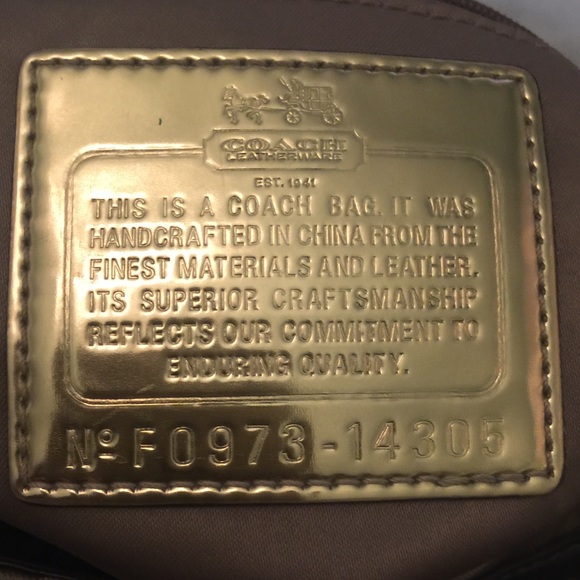 COACH
LEATHERWARE
EST. 1941
THIS IS A COACH BAG. IT WAS
HANDCRAFTED IN CHINA FROM THE
FINEST MATERIALS AND LEATHER.
ITS SUPERIOR CRAFTSMANSHIP
REFLECTS OUR COMMITMENT TO
ENDURING QUALITY.
Nº F0973-14305